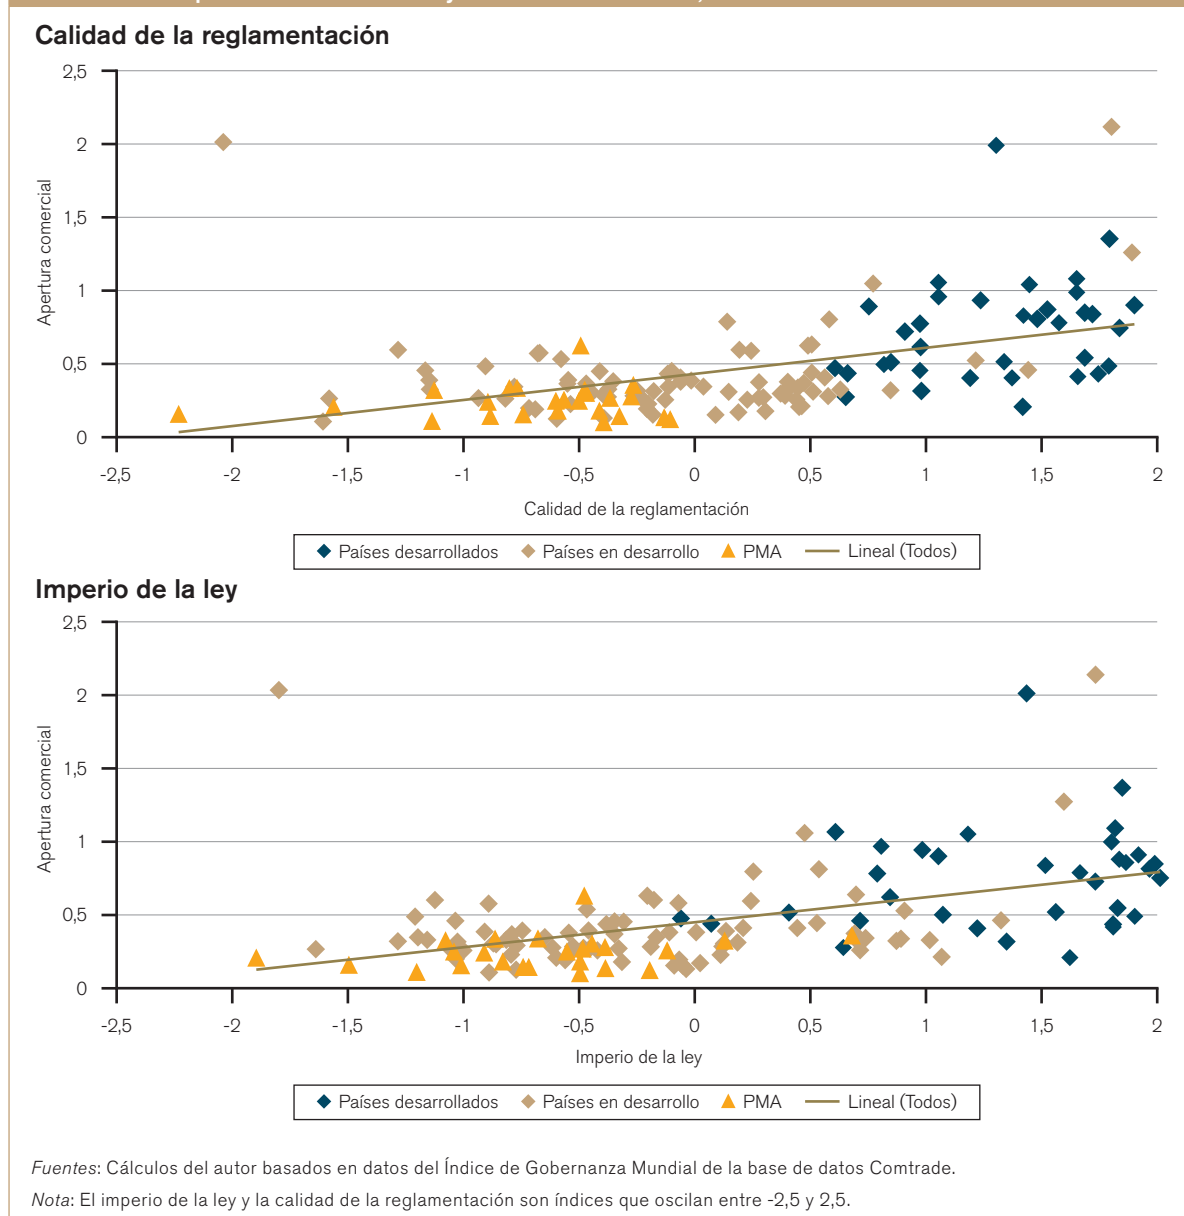 Calidad de la reglamentación
2,5
2
1,5
1
0,5
0
Apertura comercial
-2,5 -2 -1,5 -1 -0,5 0 0,5 1 1,5 2
Calidad de la reglamentación
Países desarrollados Países en desarrollo PMA Lineal (Todos)
Imperio de la ley
2,5
2
1,5
1
0,5
0
Apertura comercial
-2,5 -2 -1,5 -1 -0,5 0 0,5 1 1,5 2
Imperio de la ley
Países desarrollados Países en desarrollo PMA Lineal (Todos)
Fuentes: Cálculos del autor basados en datos del Índice de Gobernanza Mundial de la base de datos Comtrade.
Nota: El imperio de la ley y la calidad de la reglamentación son índices que oscilan entre -2,5 y 2,5.